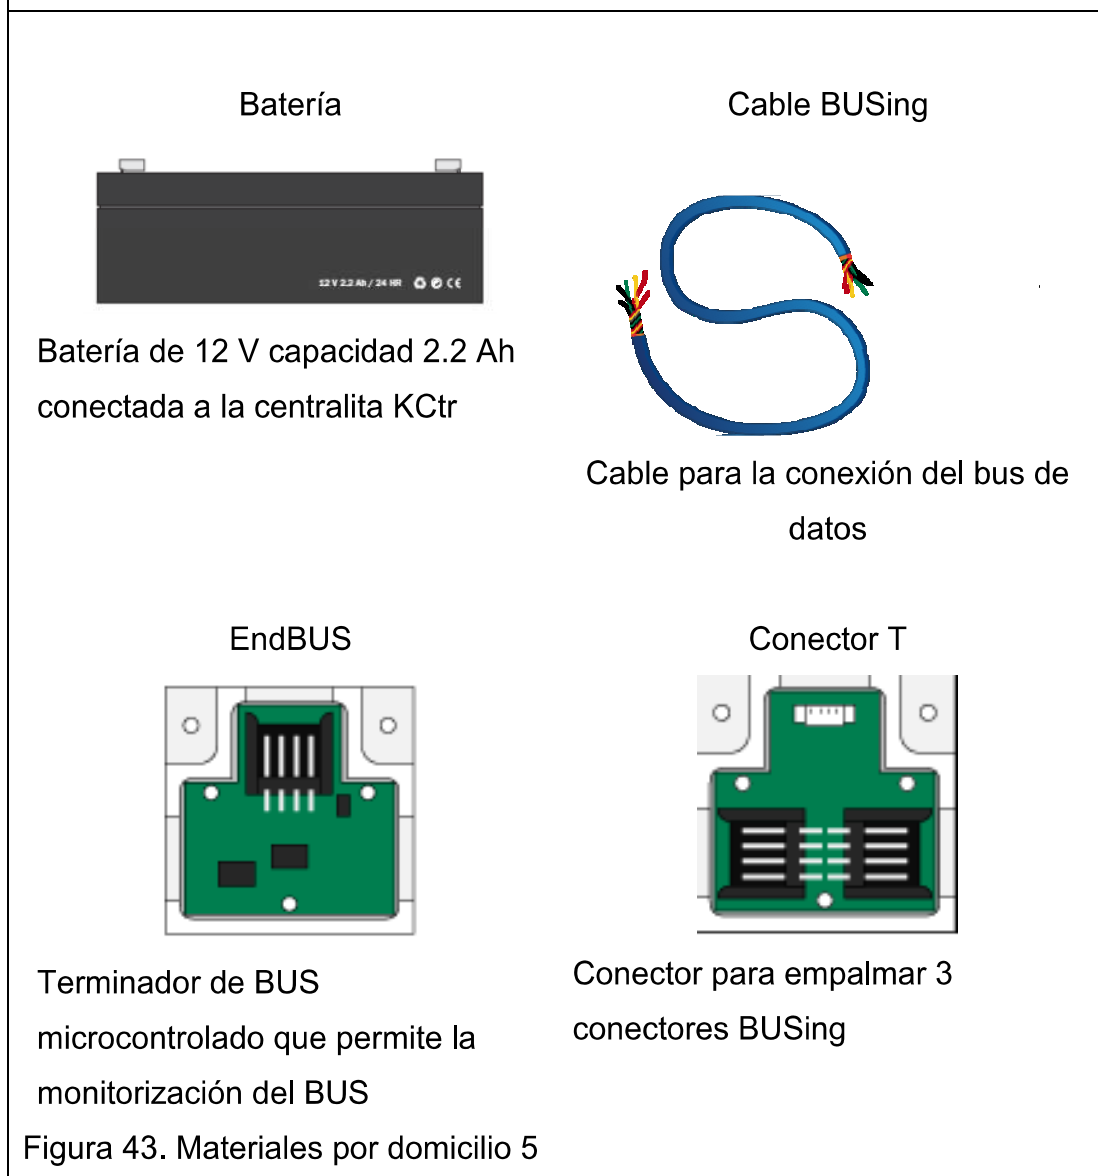 Batería
Cable BUSing
12 V 2.2 Ah / 24 HR
Batería de 12 V capacidad 2.2 Ah
conectada a la centralita KCtr
Cable para la conexión del bus de
datos
EndBUS
Conector T
Terminador de BUS
microcontrolado que permite la
monitorización del BUS
Conector para empalmar 3
conectores BUSing
Figura 43. Materiales por domicilio 5